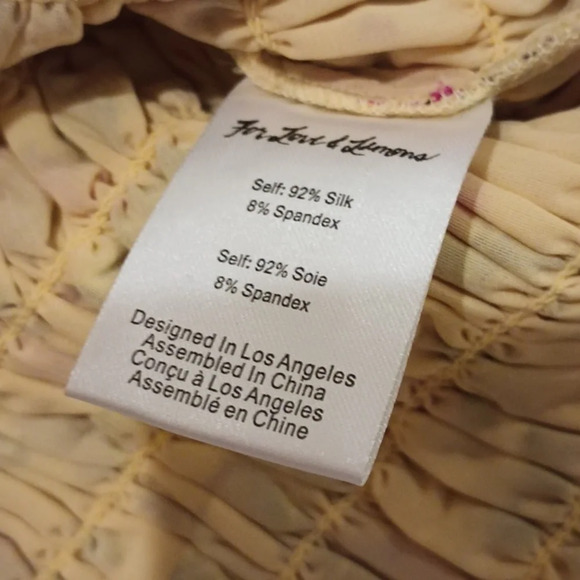 For Love & Lemons
Self: 92% Silk
8% Spandex
Self: 92% Soie
8% Spandex
Designed In Los Angeles
Assembled In China
Conçu à Los Angeles
Assemblé en Chine